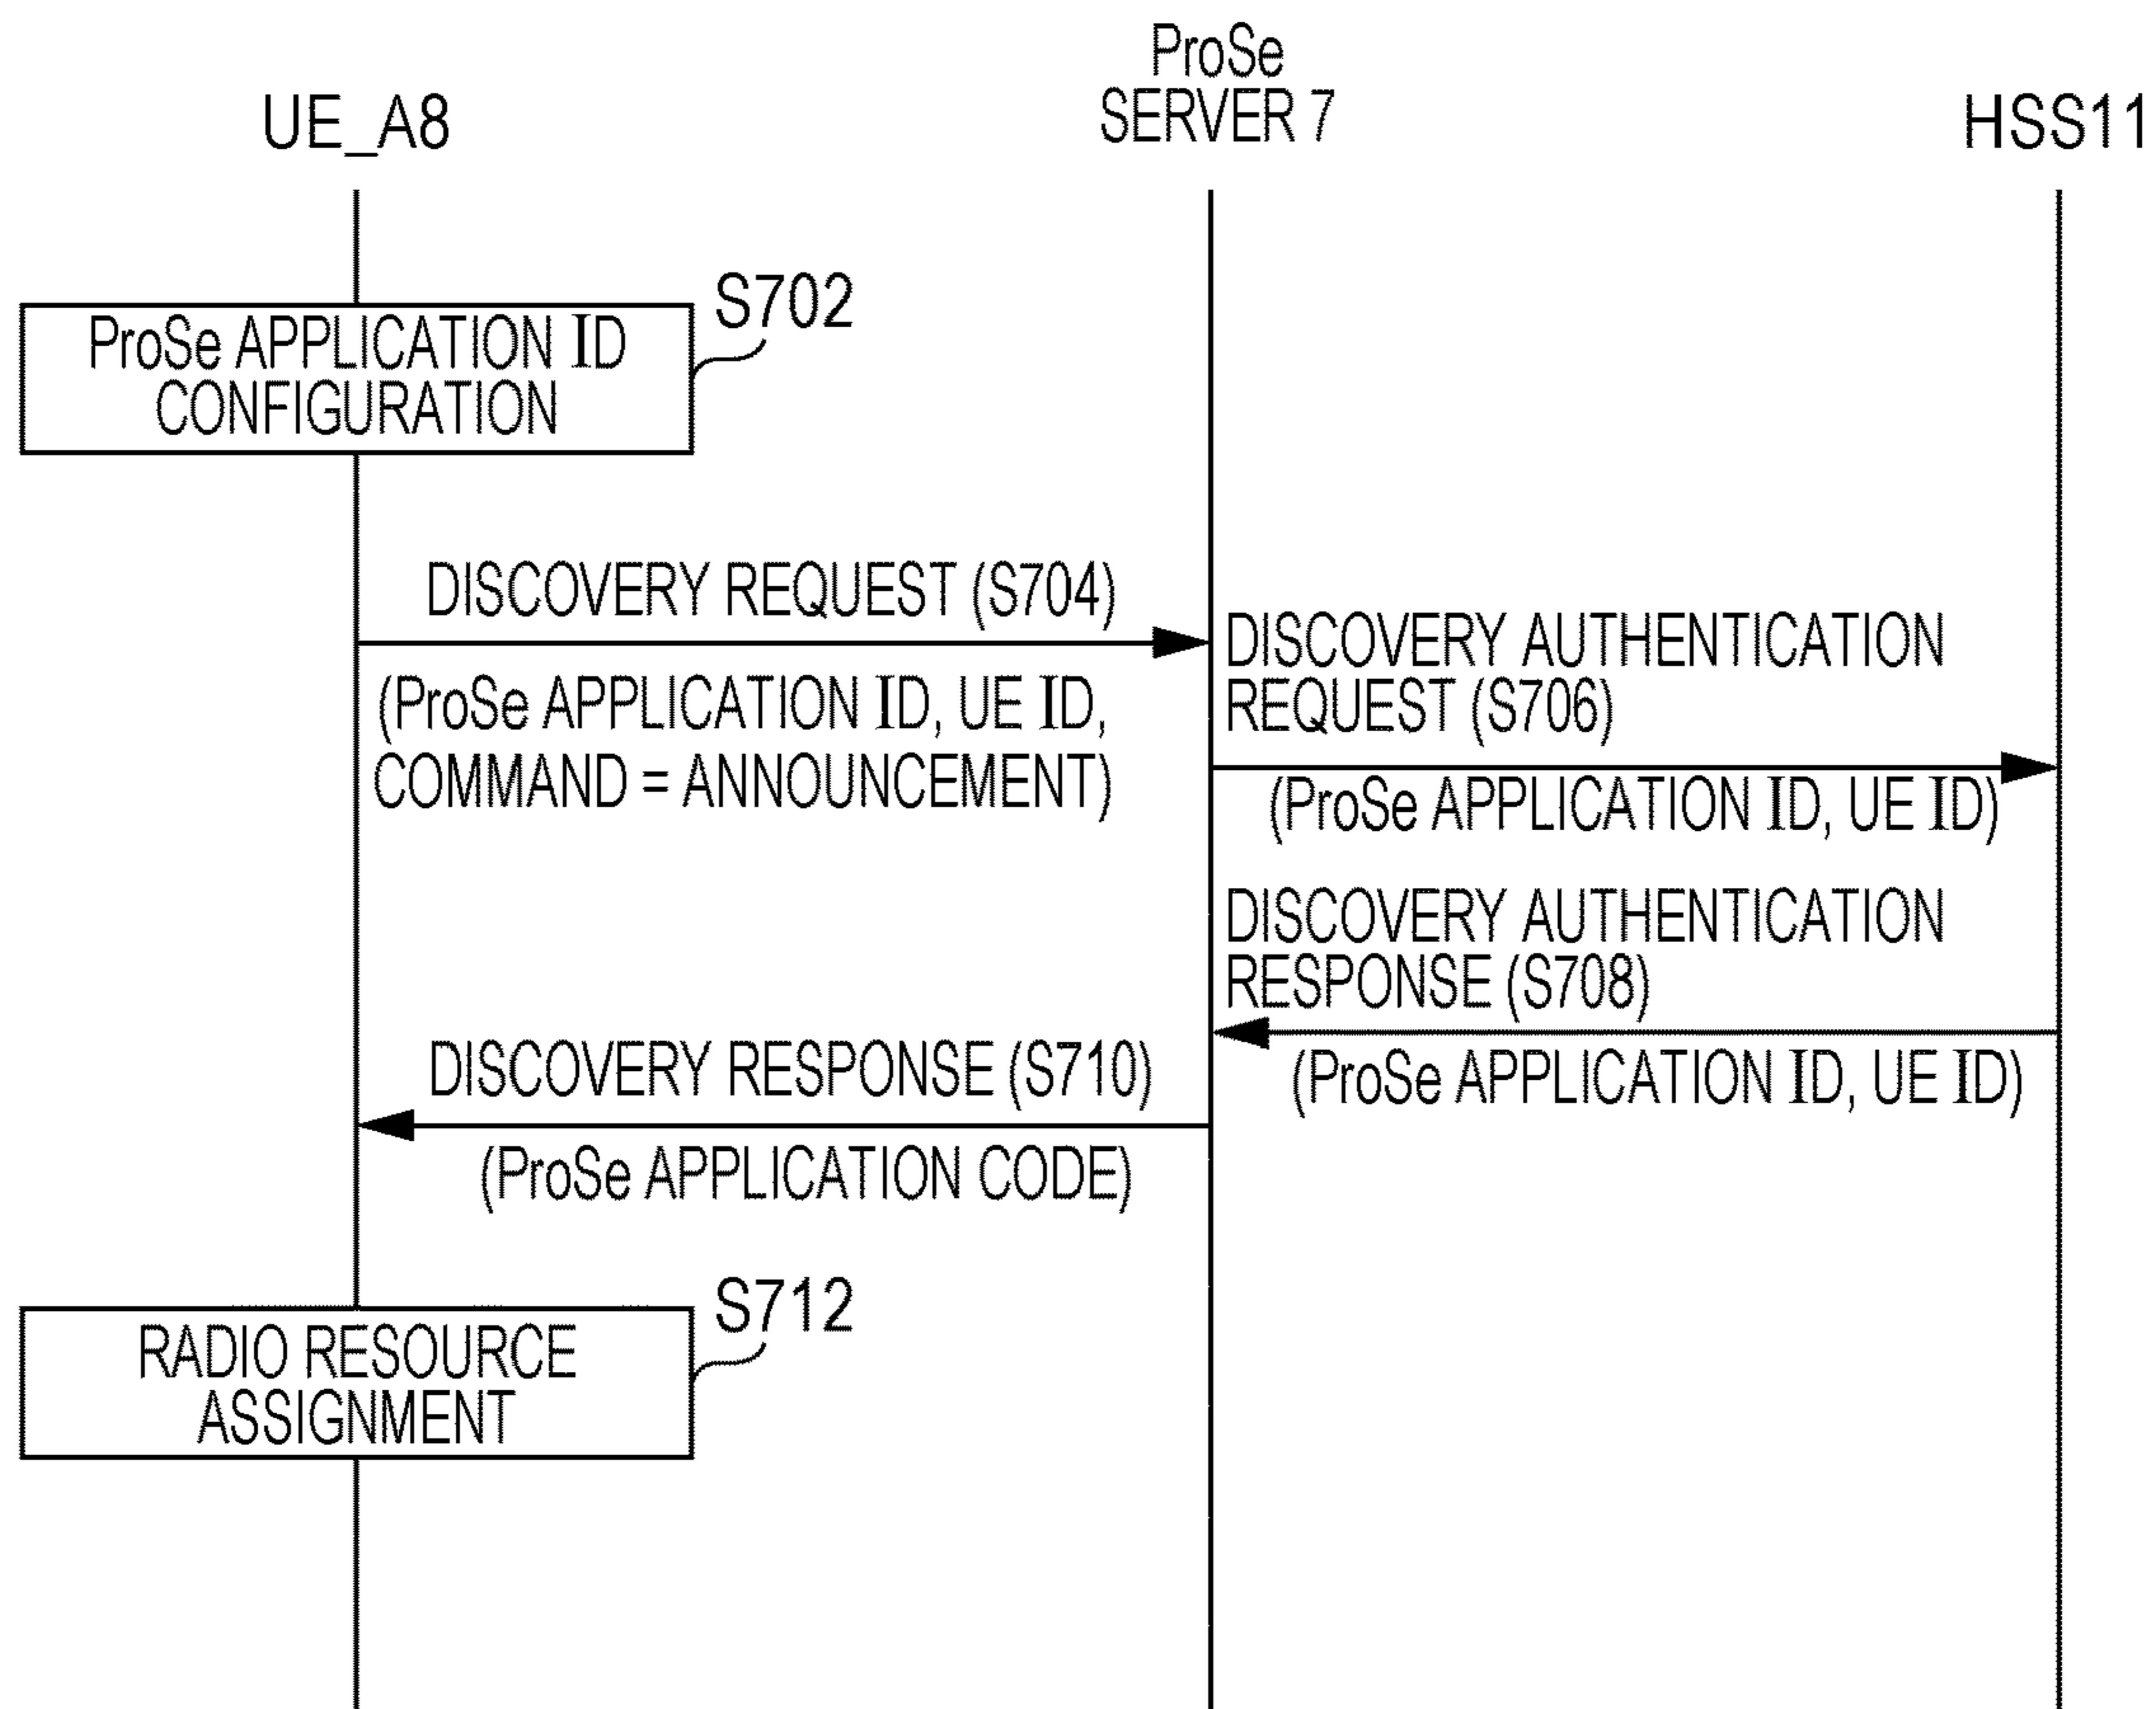 UE_A8
ProSe
SERVER 7
HSS11
ProSe APPLICATION ID
CONFIGURATION
S702
DISCOVERY REQUEST (S704)
(ProSe APPLICATION ID, UE ID,
COMMAND = ANNOUNCEMENT)
DISCOVERY AUTHENTICATION
REQUEST (S706)
(ProSe APPLICATION ID, UE ID)
DISCOVERY AUTHENTICATION
RESPONSE (S708)
(ProSe APPLICATION ID, UE ID)
DISCOVERY RESPONSE (S710)
(ProSe APPLICATION CODE)
RADIO RESOURCE
ASSIGNMENT
S712